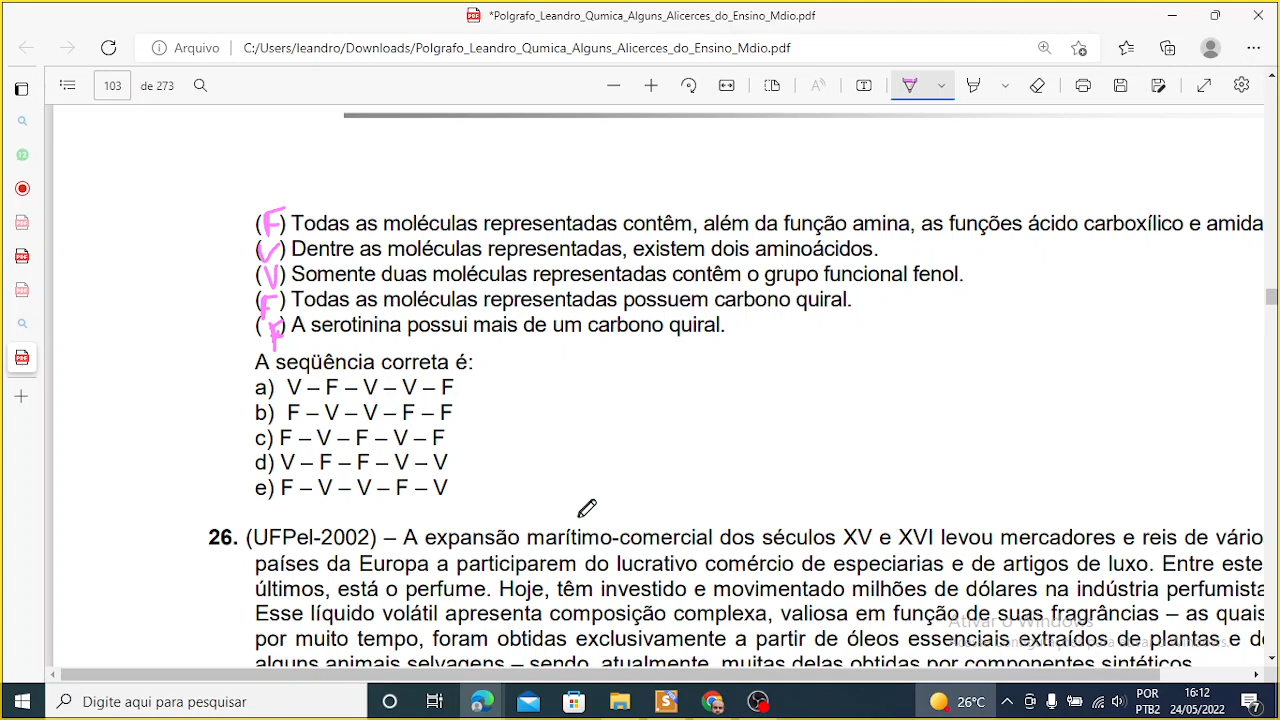 *Polgrafo_Leandro_Qumica_Alguns_Alicerces_do_Ensino_Mdio.pdf
Arquivo C:/Users/leandro/Downloads/Polgrafo_Leandro_Qumica_Alguns_Alicerces_do_Ensino_Mdio.pdf
103 de 273
(F) Todas as moléculas representadas contêm, além da função amina, as funções ácido carboxílico e amida
(V) Dentre as moléculas representadas, existem dois aminoácidos.
(V) Somente duas moléculas representadas contêm o grupo funcional fenol.
(F) Todas as moléculas representadas possuem carbono quiral.
(F) A serotinina possui mais de um carbono quiral.
A seqüência correta é:
a) V – F – V – V – F
b) F – V – V – F – F
c) F – V – F – V – F
d) V – F – F – V – V
e) F – V – V – F – V
26. (UFPel-2002) – A expansão marítimo-comercial dos séculos XV e XVI levou mercadores e reis de vário
países da Europa a participarem do lucrativo comércio de especiarias e de artigos de luxo. Entre este
últimos, está o perfume. Hoje, têm investido e movimentado milhões de dólares na indústria perfumista
Esse líquido volátil apresenta composição complexa, valiosa em função de suas fragrâncias – as quais
por muito tempo, foram obtidas exclusivamente a partir de óleos essenciais extraídos de plantas e d
alguns animais selvagens – sendo, atualmente, muitas delas obtidas por componentes sintéticos
Ativar o Windows
Digite aqui para pesquisar
26°C
POR
PTB2
16:12
24/05/2022
7